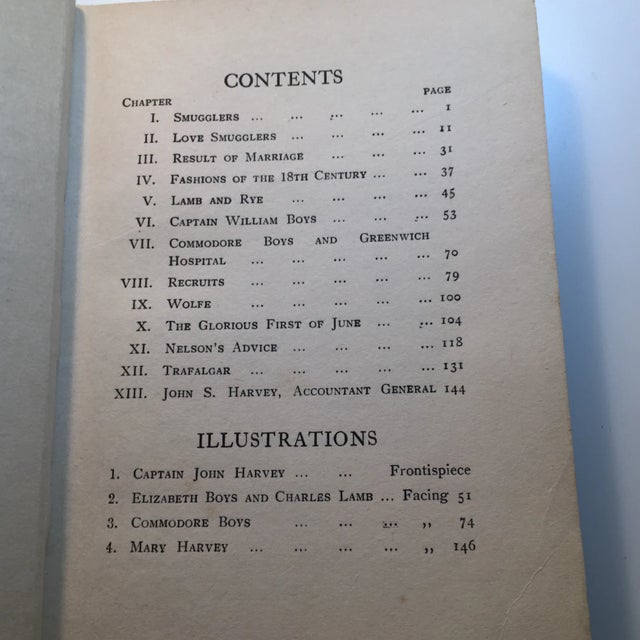 CONTENTS
CHAPTER PAGE
I. SMUGGLERS ... ... ... ... ... 1
II. LOVE SMUGGLERS ... ... ... ... 11
III. RESULT OF MARRIAGE ... ... ... 31
IV. FASHIONS OF THE 18TH CENTURY ... ... 37
V. LAMB AND RYE ... ... ... ... 45
VI. CAPTAIN WILLIAM BOYS ... ... ... 53
VII. COMMODORE BOYS AND GREENWICH
HOSPITAL ... ... ... ... ... 70
VIII. RECRUITS ... ... ... ... ... 79
IX. WOLFE ... ... ... ... ... 100
X. THE GLORIOUS FIRST OF JUNE ... ... 104
XI. NELSON'S ADVICE ... ... ... ... 118
XII. TRAFALGAR ... ... ... ... ... 131
XIII. JOHN S. HARVEY, ACCOUNTANT GENERAL 144
ILLUSTRATIONS
1. CAPTAIN JOHN HARVEY ... ... Frontispiece
2. ELIZABETH BOYS AND CHARLES LAMB ... Facing 51
3. COMMODORE BOYS ... ... ... ,, 74
4. MARY HARVEY ... ... ... ... ,, 146